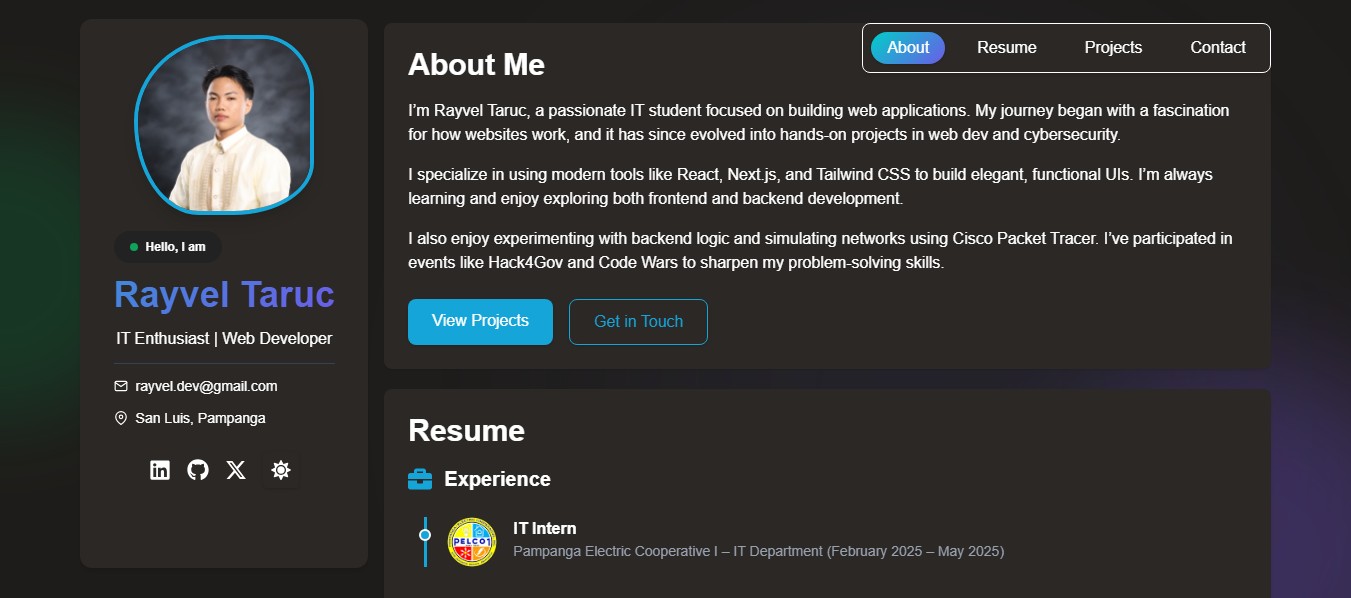 Hello, I am
Rayvel Taruc
IT Enthusiast | Web Developer
rayvel.dev@gmail.com
San Luis, Pampanga
About Resume Projects Contact
About Me
I’m Rayvel Taruc, a passionate IT student focused on building web applications. My journey began with a fascination
for how websites work, and it has since evolved into hands-on projects in web dev and cybersecurity.
I specialize in using modern tools like React, Next.js, and Tailwind CSS to build elegant, functional UIs. I’m always
learning and enjoy exploring both frontend and backend development.
I also enjoy experimenting with backend logic and simulating networks using Cisco Packet Tracer. I’ve participated in
events like Hack4Gov and Code Wars to sharpen my problem-solving skills.
View Projects Get in Touch
Resume
Experience
PELCO1
IT Intern
Pampanga Electric Cooperative I – IT Department (February 2025 – May 2025)